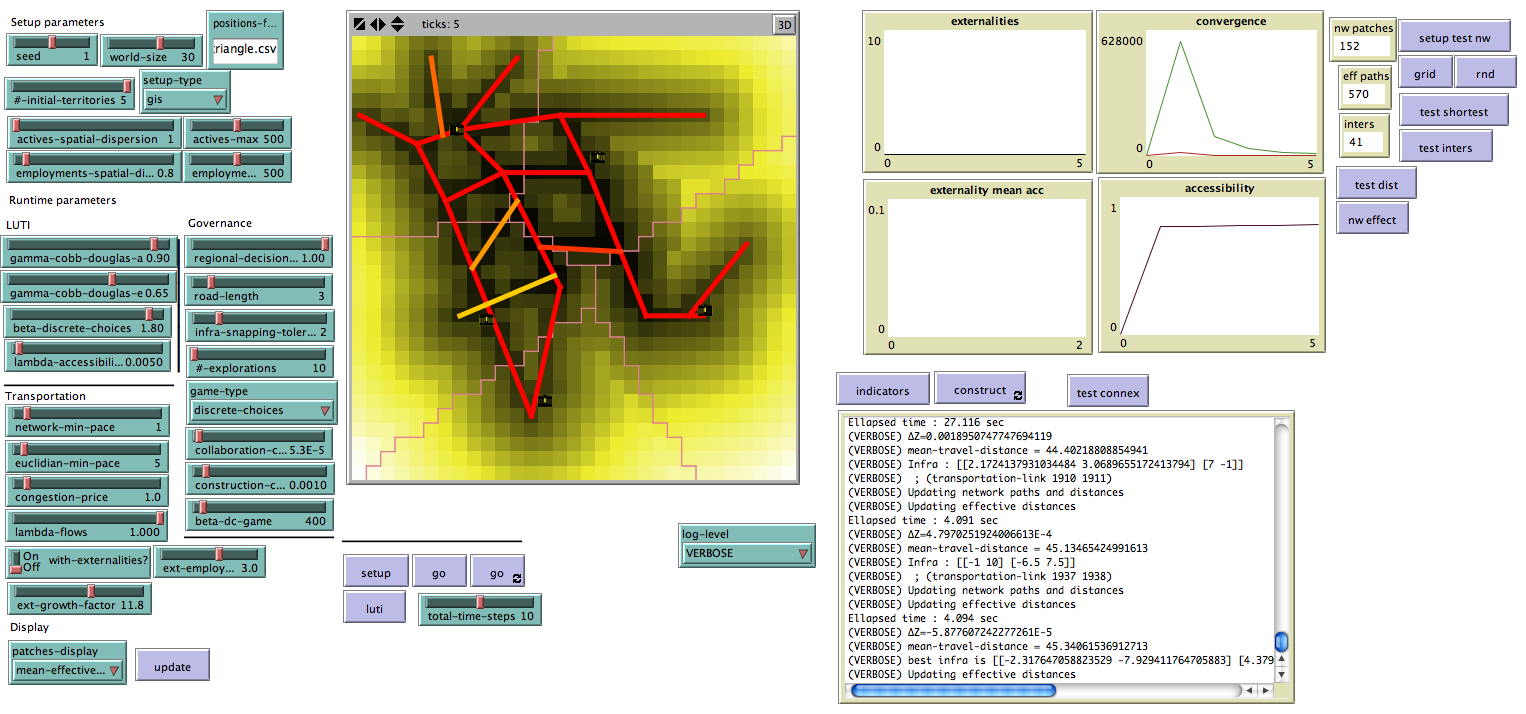 Setup parameters
seed 1
world-size 30
positions-f...
riangle.csv
#-initial-territories 5
setup-type
gis
actives-spatial-dispersion 1
actives-max 500
employments-spatial-di... 0.8
employme... 500
Runtime parameters
LUTI
gamma-cobb-douglas-a 0.90
gamma-cobb-douglas-e 0.65
beta-discrete-choices 1.80
lambda-accessibili... 0.0050
Transportation
network-min-pace 1
euclidian-min-pace 5
congestion-price 1.0
lambda-flows 1.000
On
Off
with-externalities?
ext-employ... 3.0
ext-growth-factor 11.8
Display
patches-display
mean-effective...
update
Governance
regional-decision... 1.00
road-length 3
infra-snapping-toler... 2
#-explorations 10
game-type
discrete-choices
collaboration-c... 5.3E-5
construction-c... 0.0010
beta-dc-game 400
ticks: 5
3D
setup
go
go
luti
total-time-steps 10
log-level
VERBOSE
externalities
10
0
0
5
convergence
628000
0
0
5
externality mean acc
0.1
0
0
2
accessibility
1
0
0
5
nw patches
152
eff paths
570
inters
41
setup test nw
grid
rnd
test shortest
test inters
test dist
nw effect
indicators
construct
test connex
Ellapsed time : 27.116 sec
(VERBOSE) ΔZ=0.0018950747747694119
(VERBOSE) mean-travel-distance = 44.40218808854941
(VERBOSE) Infra : [[2.1724137931034484 3.0689655172413794] [7 -1]]
(VERBOSE)  ; (transportation-link 1910 1911)
(VERBOSE) Updating network paths and distances
(VERBOSE) Updating effective distances
Ellapsed time : 4.091 sec
(VERBOSE) ΔZ=4.7970251924006613E-4
(VERBOSE) mean-travel-distance = 45.13465424991613
(VERBOSE) Infra : [[-1 10] [-6.5 7.5]]
(VERBOSE)  ; (transportation-link 1937 1938)
(VERBOSE) Updating network paths and distances
(VERBOSE) Updating effective distances
Ellapsed time : 4.094 sec
(VERBOSE) ΔZ=-5.877607242277261E-5
(VERBOSE) mean-travel-distance = 45.34061536912713
(VERBOSE) best infra is [[-2.317647058823529 -7.929411764705883] [4.379
(VERBOSE) Updating effective distances